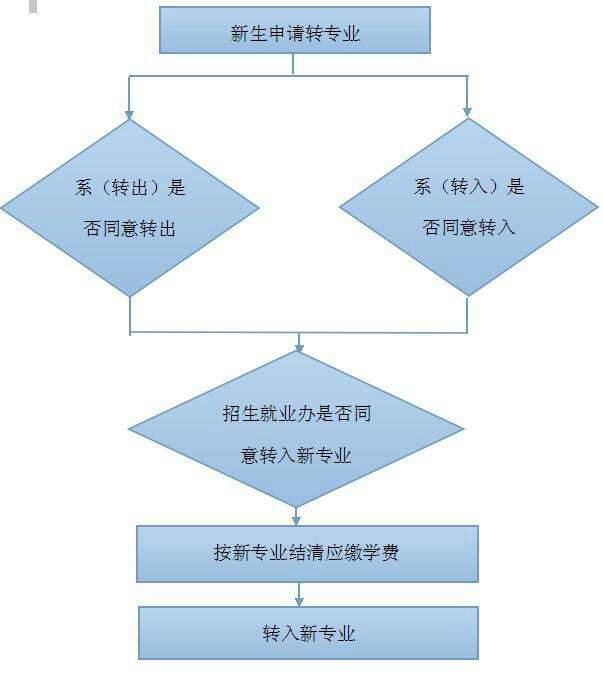 新生申请转专业
系（转出）是
否同意转出
系（转入）是
否同意转入
招生就业办是否同
意转入新专业
按新专业结清应缴学费
转入新专业